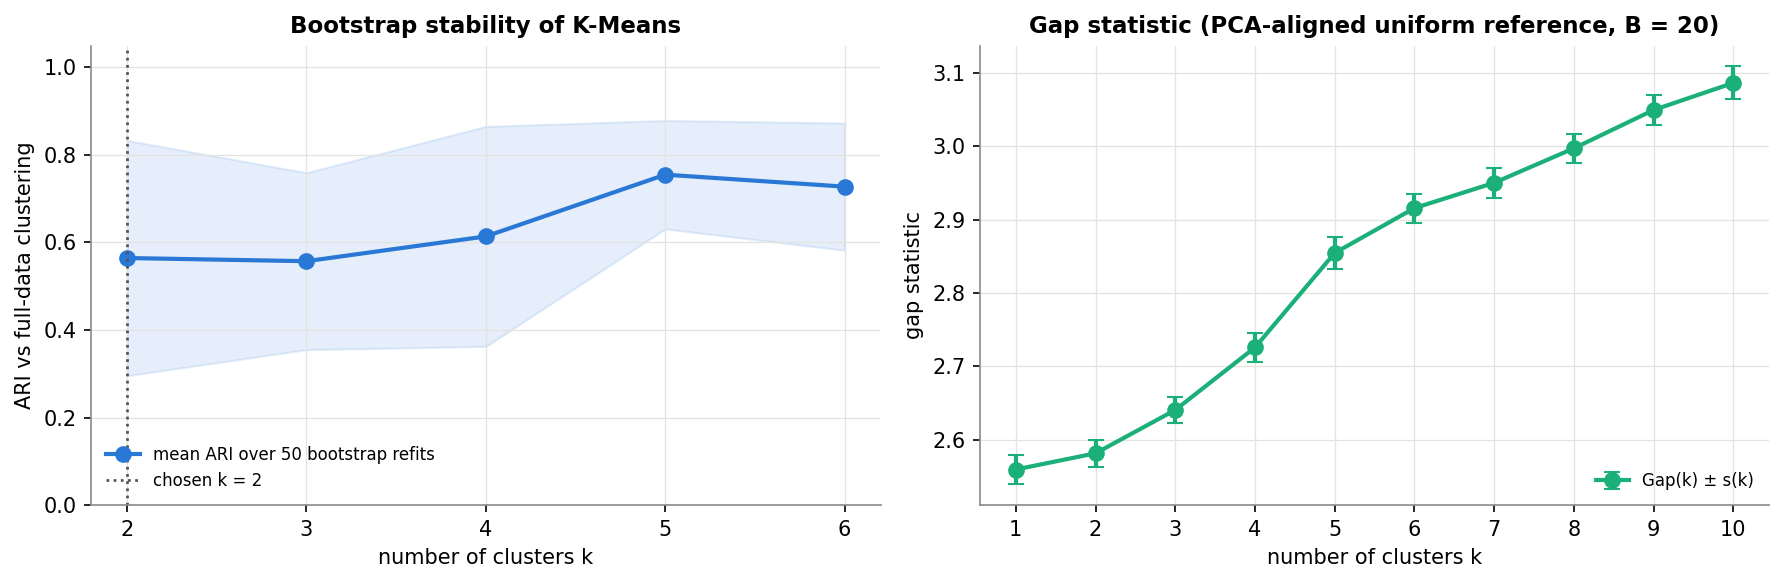 Bootstrap stability of K-Means
ARI vs full-data clustering
1.0
0.8
0.6
0.4
0.2
0.0
mean ARI over 50 bootstrap refits
chosen k = 2
2 3 4 5 6
number of clusters k
Gap statistic (PCA-aligned uniform reference, B = 20)
gap statistic
3.1
3.0
2.9
2.8
2.7
2.6
Gap(k) ± s(k)
1 2 3 4 5 6 7 8 9 10
number of clusters k